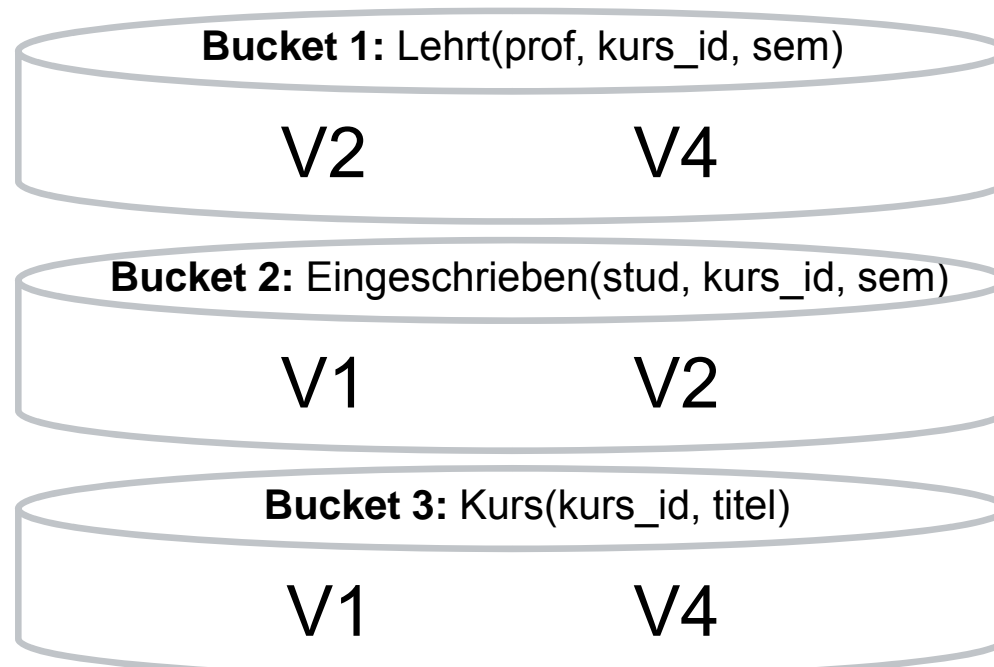 Bucket 1: Lehrt(prof, kurs_id, sem)
V2 V4
Bucket 2: Eingeschrieben(stud, kurs_id, sem)
V1 V2
Bucket 3: Kurs(kurs_id, titel)
V1 V4